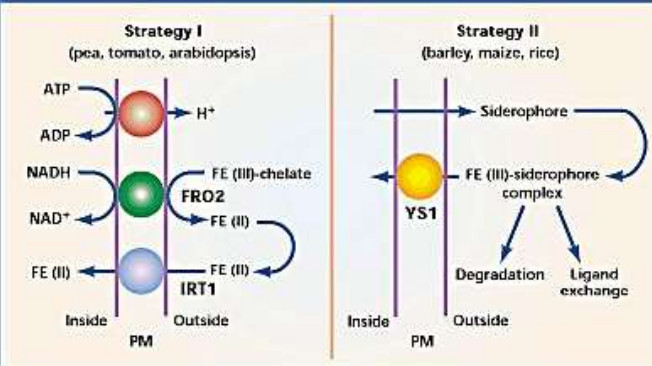 Strategy I
(pea, tomato, arabidopsis)
ATP
H+
ADP
NADH
FE (III)-chelate
FRO2
NAD+
FE (II)
FE (II)
FE (II)
IRT1
Inside
Outside
PM
Strategy II
(barley, maize, rice)
Siderophore
FE (III)-siderophore
complex
YS1
Degradation
Ligand
exchange
Inside
Outside
PM